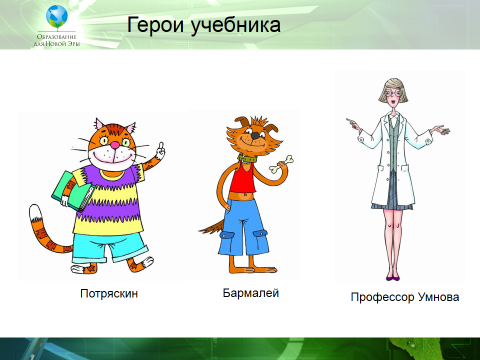 Образование
для Новой Эры
Герои учебника
Потряскин
Бармалей
Профессор Умнова